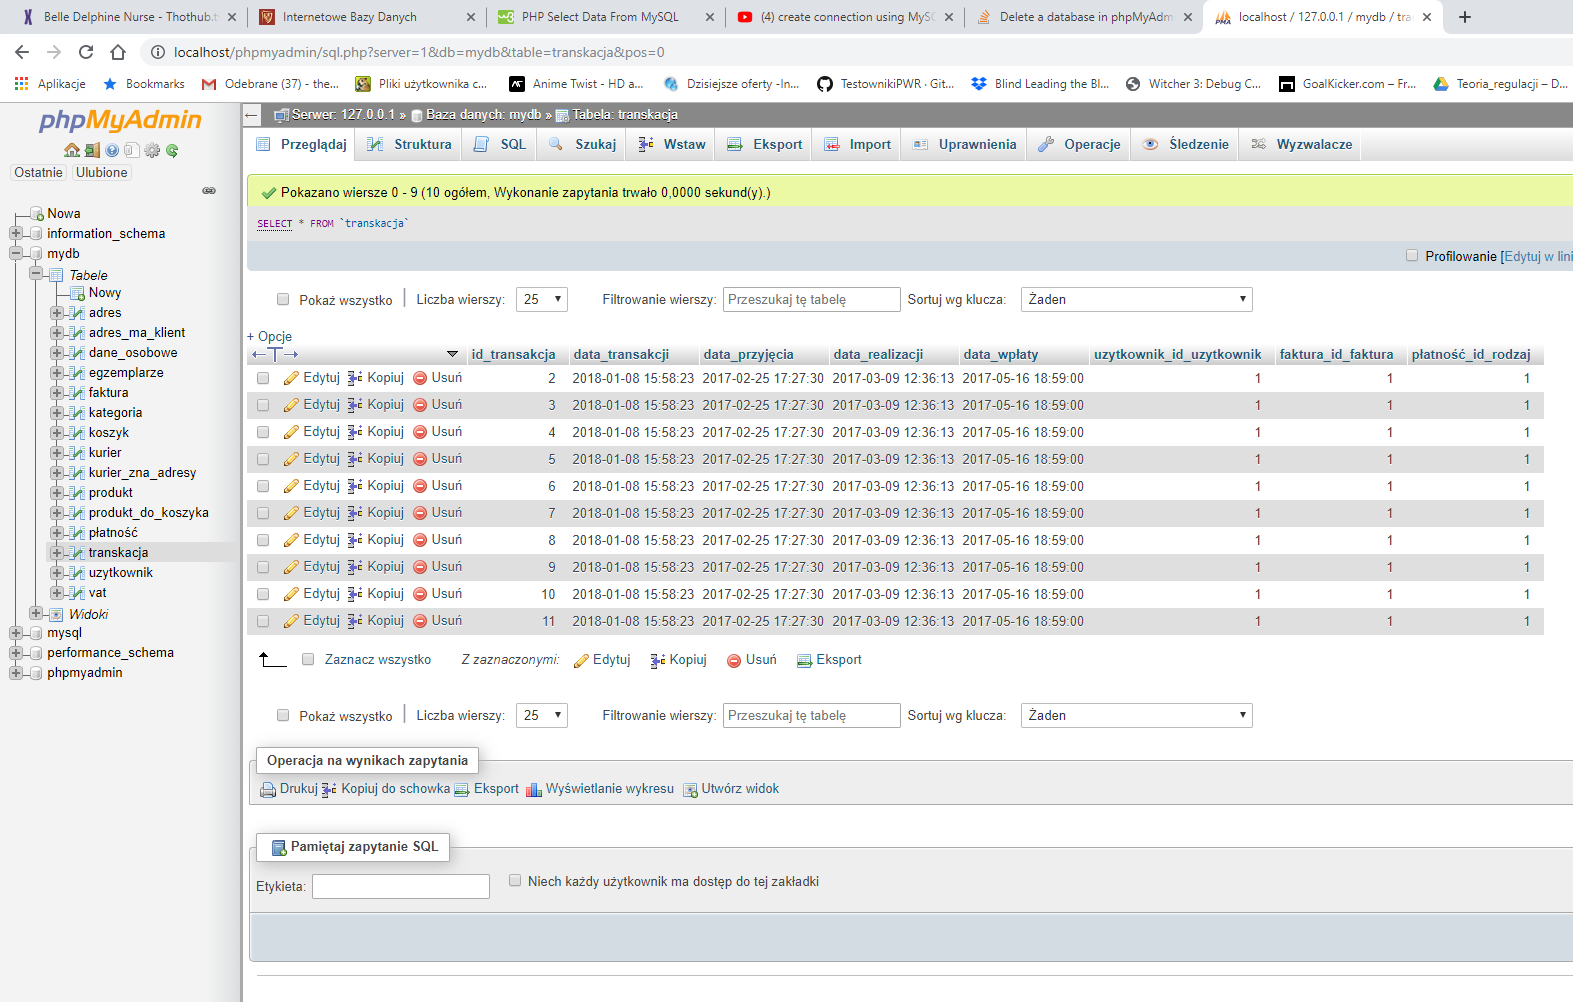 Belle Delphine Nurse - Thothub.t
Internetowe Bazy Danych
PHP Select Data From MySQL
(4) create connection using MySC
Delete a database in phpMyAdm
localhost / 127.0.0.1 / mydb / tra
localhost/phpmyadmin/sql.php?server=1&db=mydb&table=transkacja&pos=0
Aplikacje
Bookmarks
Odebrane (37) - the...
Pliki użytkownika c...
Anime Twist - HD a...
Dzisiejsze oferty -In...
TestownikiPWR · Git...
Blind Leading the Bl...
Witcher 3: Debug C...
GoalKicker.com – Fr...
Teoria_regulacji – D...
phpMyAdmin
Ostatnie
Ulubione
Nowa
information_schema
mydb
Tabele
Nowy
adres
adres_ma_klient
dane_osobowe
egzemplarze
faktura
kategoria
koszyk
kurier
kurier_zna_adresy
produkt
produkt_do_koszyka
płatność
transkacja
uzytkownik
vat
Widoki
mysql
performance_schema
phpmyadmin
Serwer: 127.0.0.1 » Baza danych: mydb » Tabela: transkacja
Przeglądaj Struktura SQL Szukaj Wstaw Eksport Import Uprawnienia Operacje Śledzenie Wyzwalacze
Pokazano wiersze 0 - 9 (10 ogółem, Wykonanie zapytania trwało 0,0000 sekund(y).)
SELECT * FROM `transkacja`
Profilowanie [Edytuj w lini
Pokaż wszystko Liczba wierszy: 25 Filtrowanie wierszy: Przeszukaj tę tabelę Sortuj wg klucza: Żaden
+ Opcje
id_transakcja data_transakcji data_przyjęcia data_realizacji data_wpłaty uzytkownik_id_uzytkownik faktura_id_faktura płatność_id_rodzaj
Edytuj Kopiuj Usuń 2 2018-01-08 15:58:23 2017-02-25 17:27:30 2017-03-09 12:36:13 2017-05-16 18:59:00 1 1 1
Edytuj Kopiuj Usuń 3 2018-01-08 15:58:23 2017-02-25 17:27:30 2017-03-09 12:36:13 2017-05-16 18:59:00 1 1 1
Edytuj Kopiuj Usuń 4 2018-01-08 15:58:23 2017-02-25 17:27:30 2017-03-09 12:36:13 2017-05-16 18:59:00 1 1 1
Edytuj Kopiuj Usuń 5 2018-01-08 15:58:23 2017-02-25 17:27:30 2017-03-09 12:36:13 2017-05-16 18:59:00 1 1 1
Edytuj Kopiuj Usuń 6 2018-01-08 15:58:23 2017-02-25 17:27:30 2017-03-09 12:36:13 2017-05-16 18:59:00 1 1 1
Edytuj Kopiuj Usuń 7 2018-01-08 15:58:23 2017-02-25 17:27:30 2017-03-09 12:36:13 2017-05-16 18:59:00 1 1 1
Edytuj Kopiuj Usuń 8 2018-01-08 15:58:23 2017-02-25 17:27:30 2017-03-09 12:36:13 2017-05-16 18:59:00 1 1 1
Edytuj Kopiuj Usuń 9 2018-01-08 15:58:23 2017-02-25 17:27:30 2017-03-09 12:36:13 2017-05-16 18:59:00 1 1 1
Edytuj Kopiuj Usuń 10 2018-01-08 15:58:23 2017-02-25 17:27:30 2017-03-09 12:36:13 2017-05-16 18:59:00 1 1 1
Edytuj Kopiuj Usuń 11 2018-01-08 15:58:23 2017-02-25 17:27:30 2017-03-09 12:36:13 2017-05-16 18:59:00 1 1 1
Zaznacz wszystko Z zaznaczonymi: Edytuj Kopiuj Usuń Eksport
Pokaż wszystko Liczba wierszy: 25 Filtrowanie wierszy: Przeszukaj tę tabelę Sortuj wg klucza: Żaden
Operacja na wynikach zapytania
Drukuj Kopiuj do schowka Eksport Wyświetlanie wykresu Utwórz widok
Pamiętaj zapytanie SQL
Etykieta: Niech każdy użytkownik ma dostęp do tej zakładki